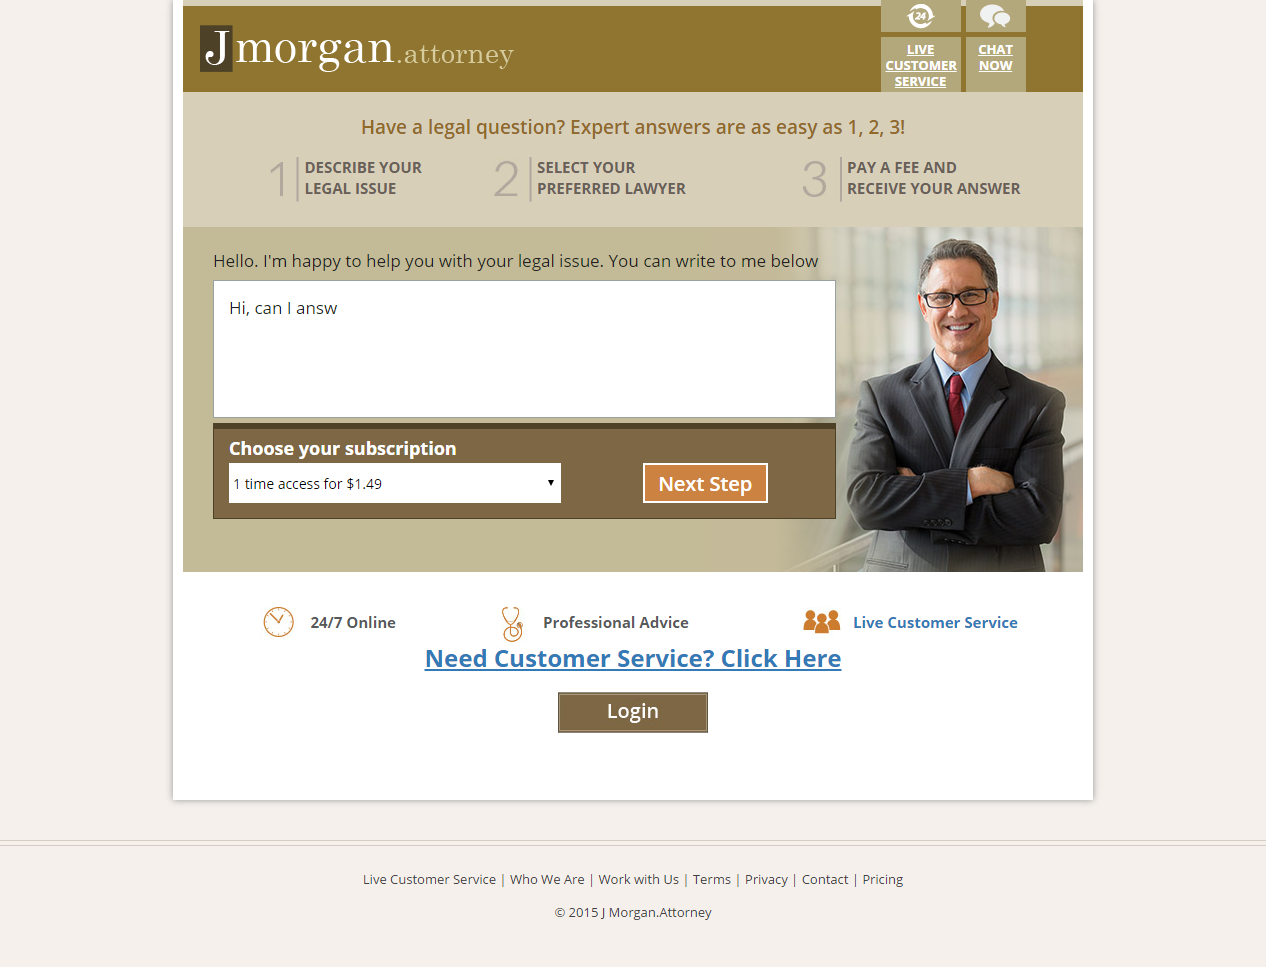 Jmorgan.attorney
24
LIVE CUSTOMER SERVICE
CHAT NOW
Have a legal question? Expert answers are as easy as 1, 2, 3!
1 DESCRIBE YOUR LEGAL ISSUE
2 SELECT YOUR PREFERRED LAWYER
3 PAY A FEE AND RECEIVE YOUR ANSWER
Hello. I'm happy to help you with your legal issue. You can write to me below
Hi, can I answ
Choose your subscription
1 time access for $1.49
Next Step
24/7 Online
Professional Advice
Live Customer Service
Need Customer Service? Click Here
Login
Live Customer Service | Who We Are | Work with Us | Terms | Privacy | Contact | Pricing
© 2015 J Morgan.Attorney